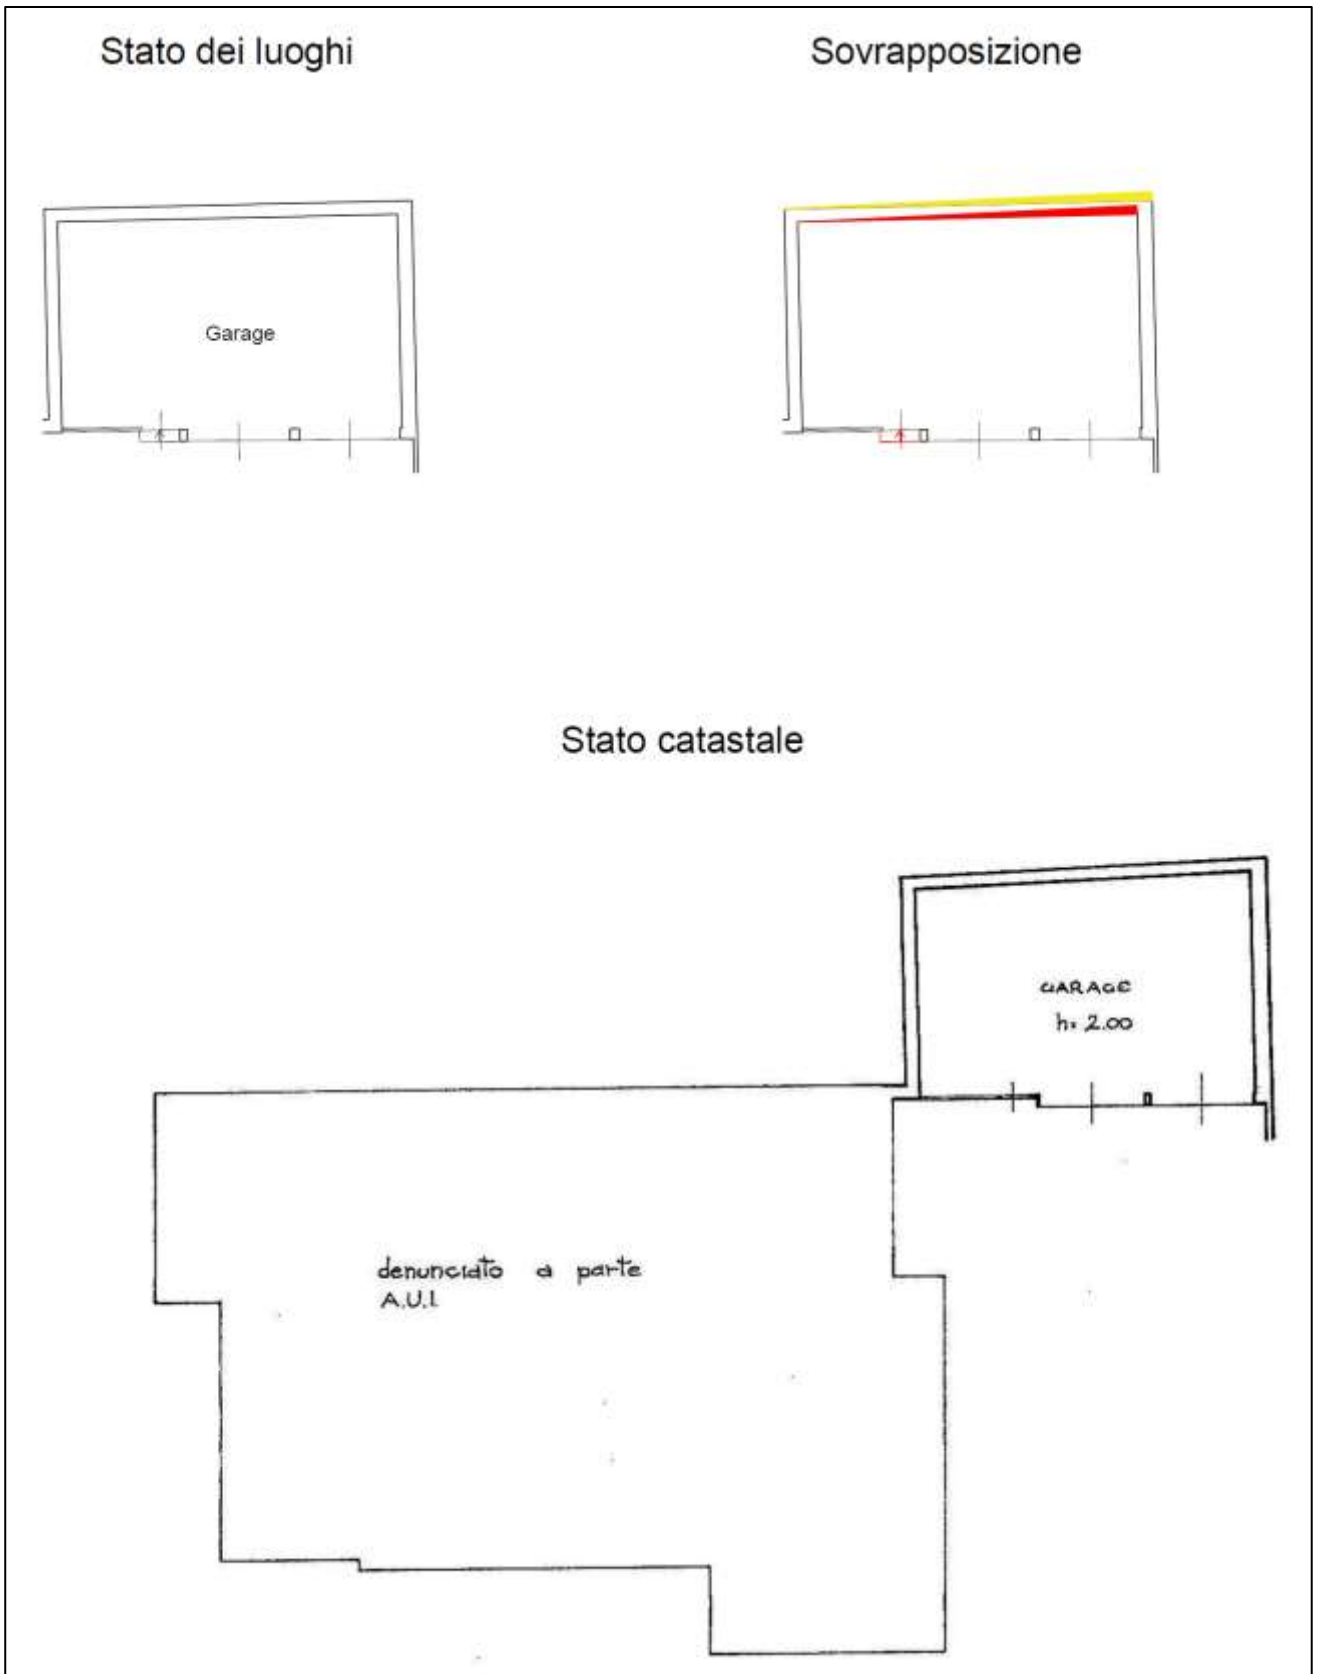 Stato dei luoghi
Sovrapposizione
Garage
Stato catastale
GARAGE
h= 2.00
denunciato a parte
A.U.I.